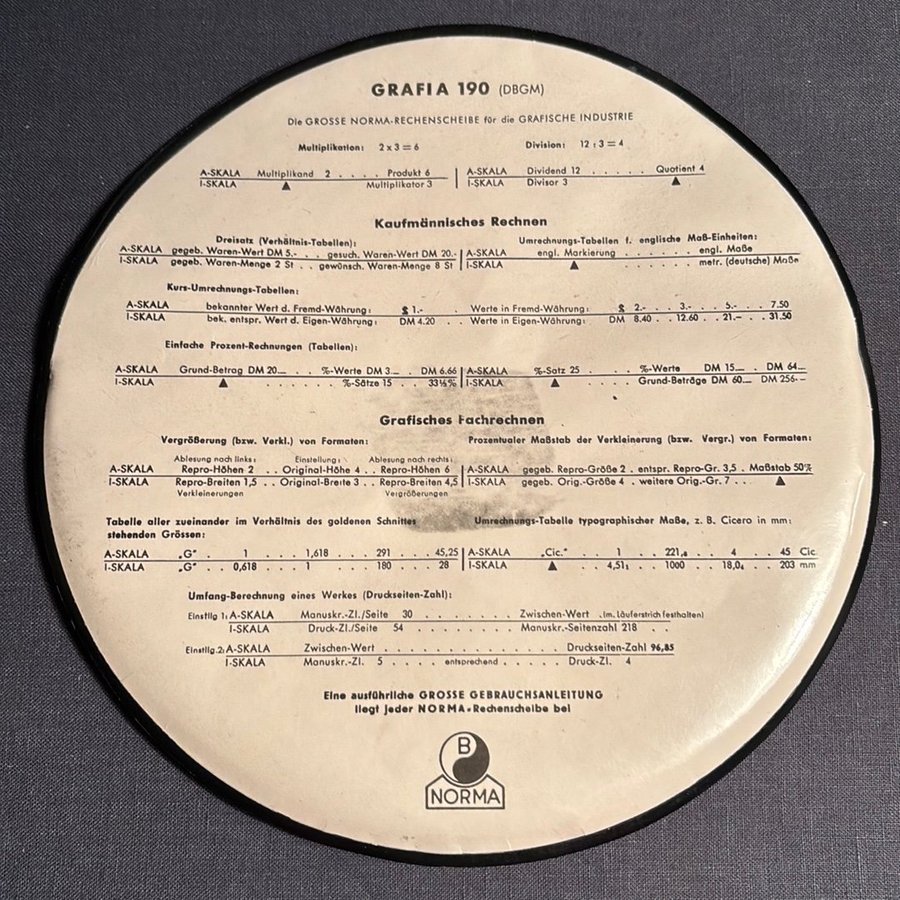 GRAFIA 190 (DBGM)
Die GROSSE NORMA-RECHENSCHEIBE für die GRAFISCHE INDUSTRIE
Multiplikation: 2 x 3 = 6 Division: 12 : 3 = 4
A-SKALA Multiplikand 2 . . . . Produkt 6 A-SKALA Dividend 12 . . . . . Quotient 4
I-SKALA ▲ Multiplikator 3 I-SKALA Divisor 3 ▲
Kaufmännisches Rechnen
Dreisatz (Verhältnis-Tabellen): Umrechnungs-Tabellen f. englische Maß-Einheiten:
A-SKALA gegeb. Waren-Wert DM 5.- . . gesuch. Waren-Wert DM 20.- A-SKALA engl. Markierung . . . . . . . engl. Maße
I-SKALA gegeb. Waren-Menge 2 St . . gewünsch. Waren-Menge 8 St I-SKALA ▲ . . . . . . metr. (deutsche) Maße
Kurs-Umrechnungs-Tabellen:
A-SKALA bekannter Wert d. Fremd-Währung: $ 1.- . Werte in Fremd-Währung: $ 2.- . . 3.- . . 5.- . . 7.50
I-SKALA bek. entspr. Wert d. Eigen-Währung: DM 4.20 . . Werte in Eigen-Währung: DM 8.40 . . 12.60 . . 21.— . . 31.50
Einfache Prozent-Rechnungen (Tabellen):
A-SKALA Grund-Betrag DM 20.— . . %-Werte DM 3.— . . DM 6.66 A-SKALA %-Satz 25 . . . . %-Werte DM 15.— . . DM 64.—
I-SKALA ▲ . . . . . %-Sätze 15 . . 33⅓% I-SKALA ▲ . . . . . Grund-Beträge DM 60.— DM 256.-
Grafisches Fachrechnen
Vergrößerung (bzw. Verkl.) von Formaten: Prozentualer Maßstab der Verkleinerung (bzw. Vergr.) von Formaten:
Ablesung nach links: Einstellung: Ablesung nach rechts:
A-SKALA Repro-Höhen 2 . . Original-Höhe 4 . . Repro-Höhen 6 A-SKALA gegeb. Repro-Größe 2 . entspr. Repro-Gr. 3,5 . Maßstab 50%
I-SKALA Repro-Breiten 1,5 . . Original-Breite 3 . . Repro-Breiten 4,5 I-SKALA gegeb. Orig.-Größe 4 . weitere Orig.-Gr. 7 . . ▲
Verkleinerungen Vergrößerungen
Tabelle aller zueinander im Verhältnis des goldenen Schnittes Umrechnungs-Tabelle typographischer Maße, z. B. Cicero in mm:
stehenden Grössen:
A-SKALA „G“ . 1 . . . 1,618 . . . 291 . . . 45,25 A-SKALA „Cic.“ . . 1 . . 221,8 . . 4 . . 45 Cic.
I-SKALA „G“ . . 0,618 . . . 1 . . . 180 . . . 28 I-SKALA ▲ . . 4,511 . . 1000 . . 18,04 . . 203 mm
Umfang-Berechnung eines Werkes (Druckseiten-Zahl):
Einstllg 1: A-SKALA Manuskr.-Zl./Seite 30 . . . . . . . . Zwischen-Wert . (m. Läuferstrich festhalten)
I-SKALA Druck-Zl./Seite 54 . . . . . . . . Manuskr.-Seitenzahl 218 . .
Einstllg.2: A-SKALA Zwischen-Wert . . . . . . . . . . . . . Druckseiten-Zahl 96,85
I-SKALA Manuskr.-Zl. 5 . . . . . entsprechend . . . . . Druck-Zl. 4
Eine ausführliche GROSSE GEBRAUCHSANLEITUNG
liegt jeder NORMA-Rechenscheibe bei
B
NORMA